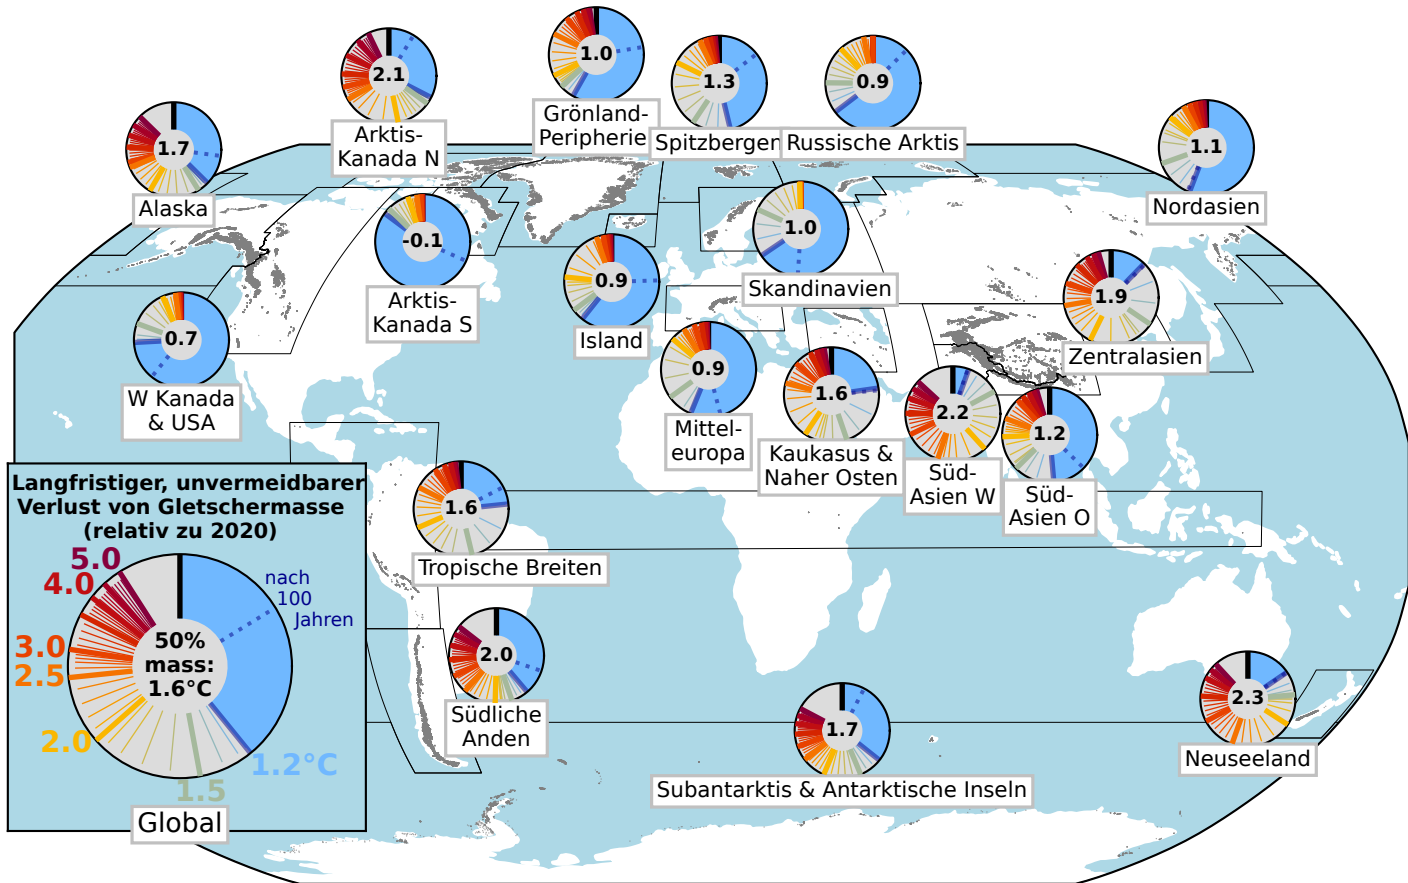 2.1
Arktis-
Kanada N
1.0
Grönland-
Peripherie
1.3
Spitzbergen
0.9
Russische Arktis
1.7
Alaska
1.1
Nordasien
-0.1
Arktis-
Kanada S
1.0
Skandinavien
0.9
Island
1.9
Zentralasien
0.7
W Kanada
& USA
0.9
Mittel-
europa
1.6
Kaukasus &
Naher Osten
2.2
Süd-
Asien W
1.2
Süd-
Asien O
1.6
Tropische Breiten
2.0
Südliche
Anden
1.7
Subantarktis & Antarktische Inseln
2.3
Neuseeland
Langfristiger, unvermeidbarer
Verlust von Gletschermasse
(relativ zu 2020)
5.0
4.0
3.0
2.5
2.0
1.5
1.2°C
nach
100
Jahren
50%
mass:
1.6°C
Global